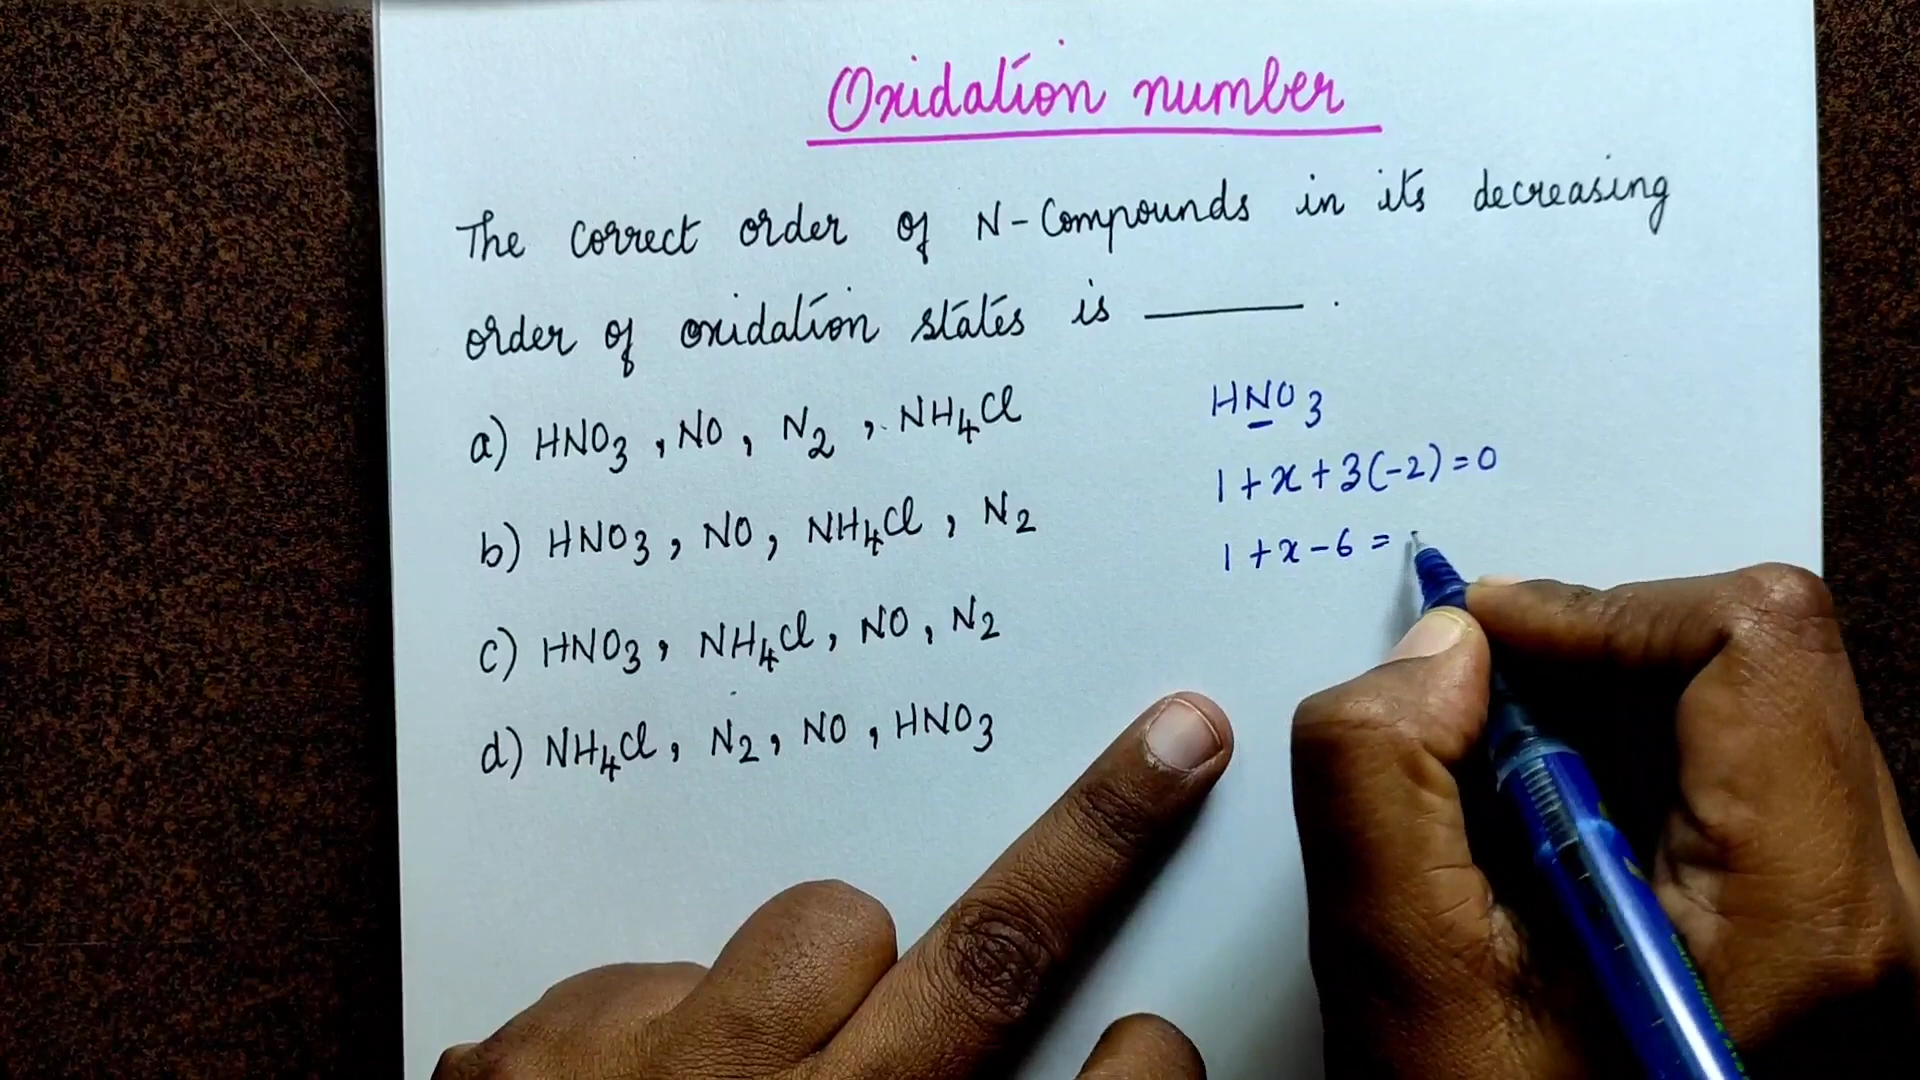 Oxidation number
The correct order of N-Compounds in its decreasing
order of oxidation states is ______ .
a) HNO₃, NO, N₂, NH₄Cl
b) HNO₃, NO, NH₄Cl, N₂
c) HNO₃, NH₄Cl, NO, N₂
d) NH₄Cl, N₂, NO, HNO₃
HNO₃
1+x+3(-2)=0
1+x-6=